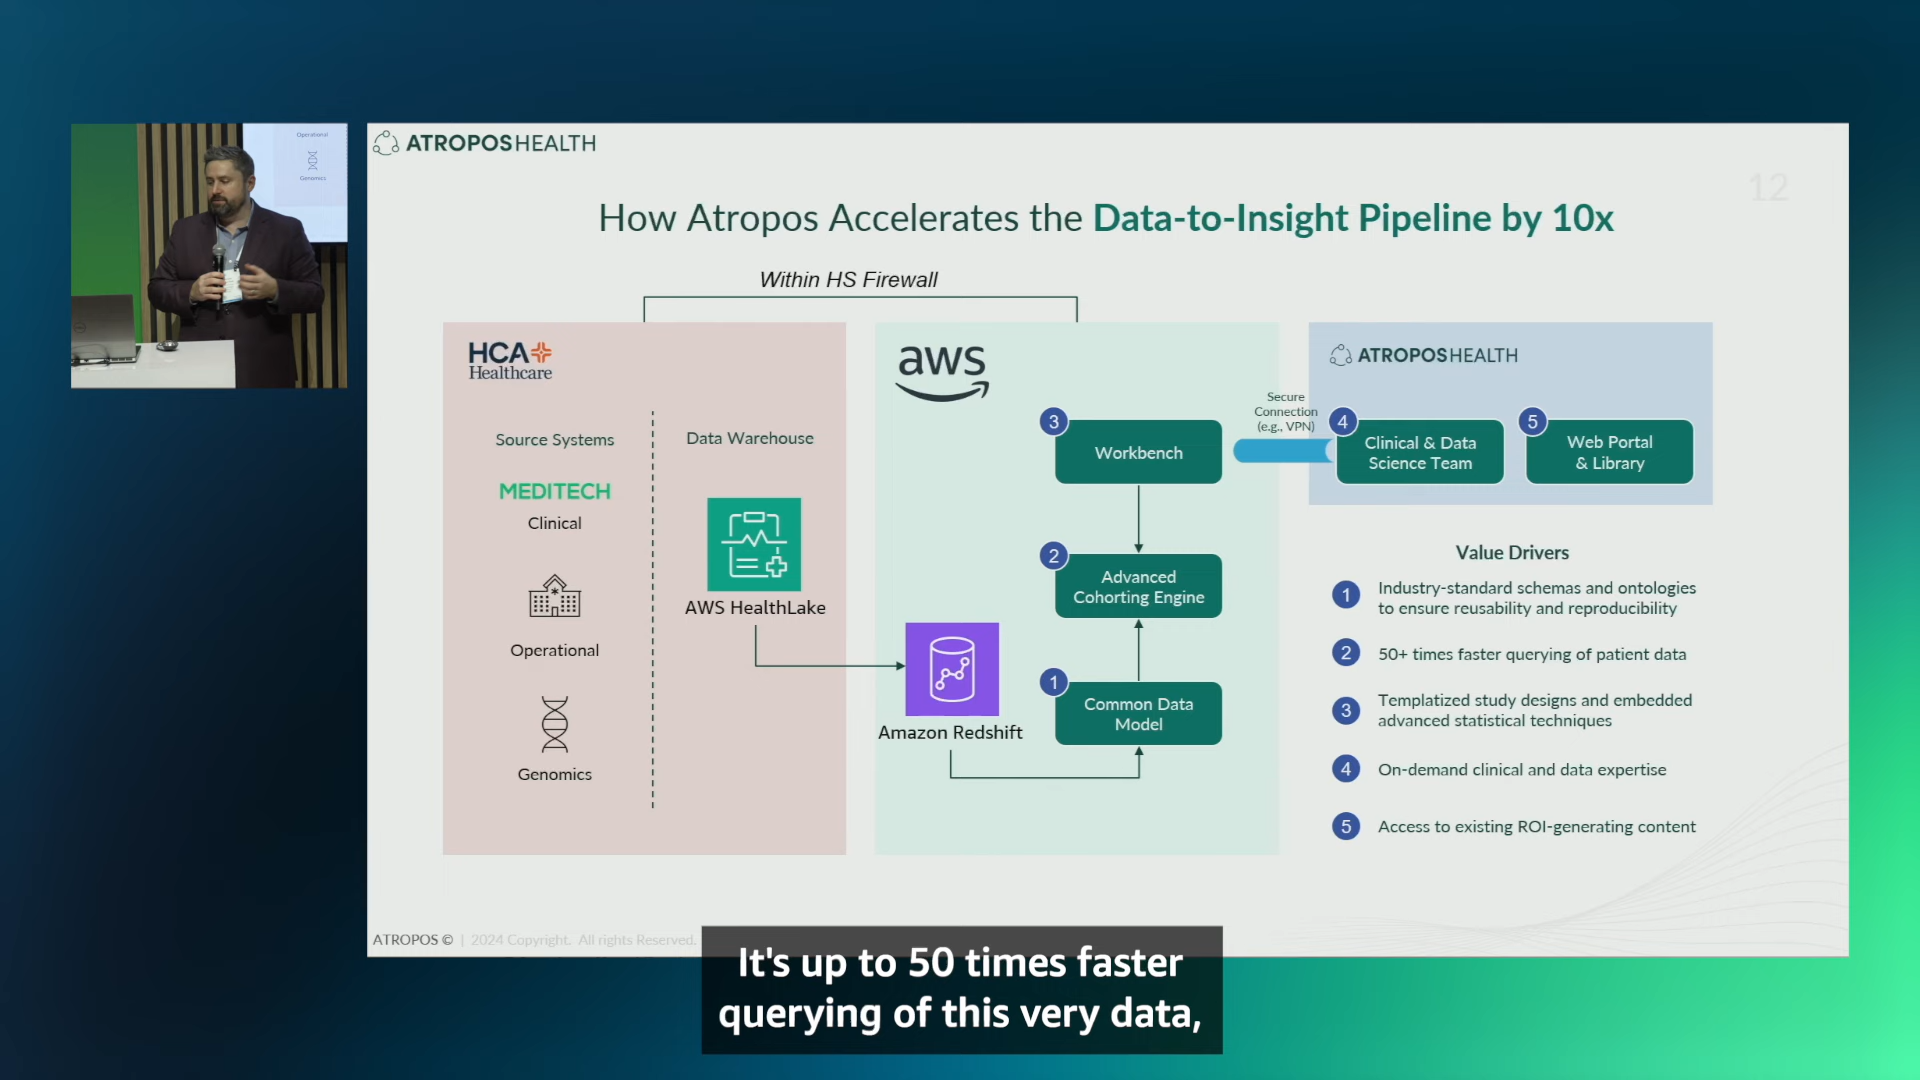 Operational
Genomics
ATROPOSHEALTH
12
How Atropos Accelerates the Data-to-Insight Pipeline by 10x
Within HS Firewall
HCA
Healthcare
Source Systems
MEDITECH
Clinical
Operational
Genomics
Data Warehouse
AWS HealthLake
aws
Amazon Redshift
3
Workbench
2
Advanced
Cohorting Engine
1
Common Data
Model
Secure
Connection
(e.g., VPN)
ATROPOSHEALTH
4
Clinical & Data
Science Team
5
Web Portal
& Library
Value Drivers
1
Industry-standard schemas and ontologies
to ensure reusability and reproducibility
2
50+ times faster querying of patient data
3
Templatized study designs and embedded
advanced statistical techniques
4
On-demand clinical and data expertise
5
Access to existing ROI-generating content
ATROPOS © | 2024 Copyright. All rights Reserved.
It's up to 50 times faster
querying of this very data,